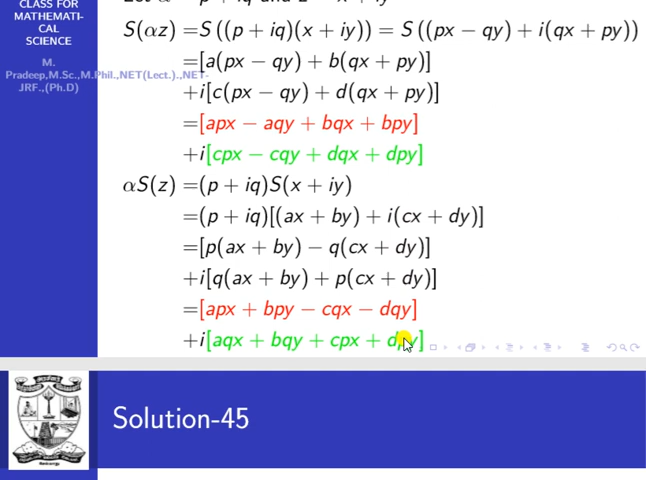 CLASS FOR
MATHEMATI-
CAL
SCIENCE
M.
Pradeep,M.Sc.,M.Phil.,NET(Lect.).,NET-
JRF.,(Ph.D)
S(αz) =S ((p + iq)(x + iy)) = S ((px − qy) + i(qx + py))
=[a(px − qy) + b(qx + py)]
+i[c(px − qy) + d(qx + py)]
=[apx − aqy + bqx + bpy]
+i[cpx − cqy + dqx + dpy]
αS(z) =(p + iq)S(x + iy)
=(p + iq)[(ax + by) + i(cx + dy)]
=[p(ax + by) − q(cx + dy)]
+i[q(ax + by) + p(cx + dy)]
=[apx + bpy − cqx − dqy]
+i[aqx + bqy + cpx + dpy]
Solution-45